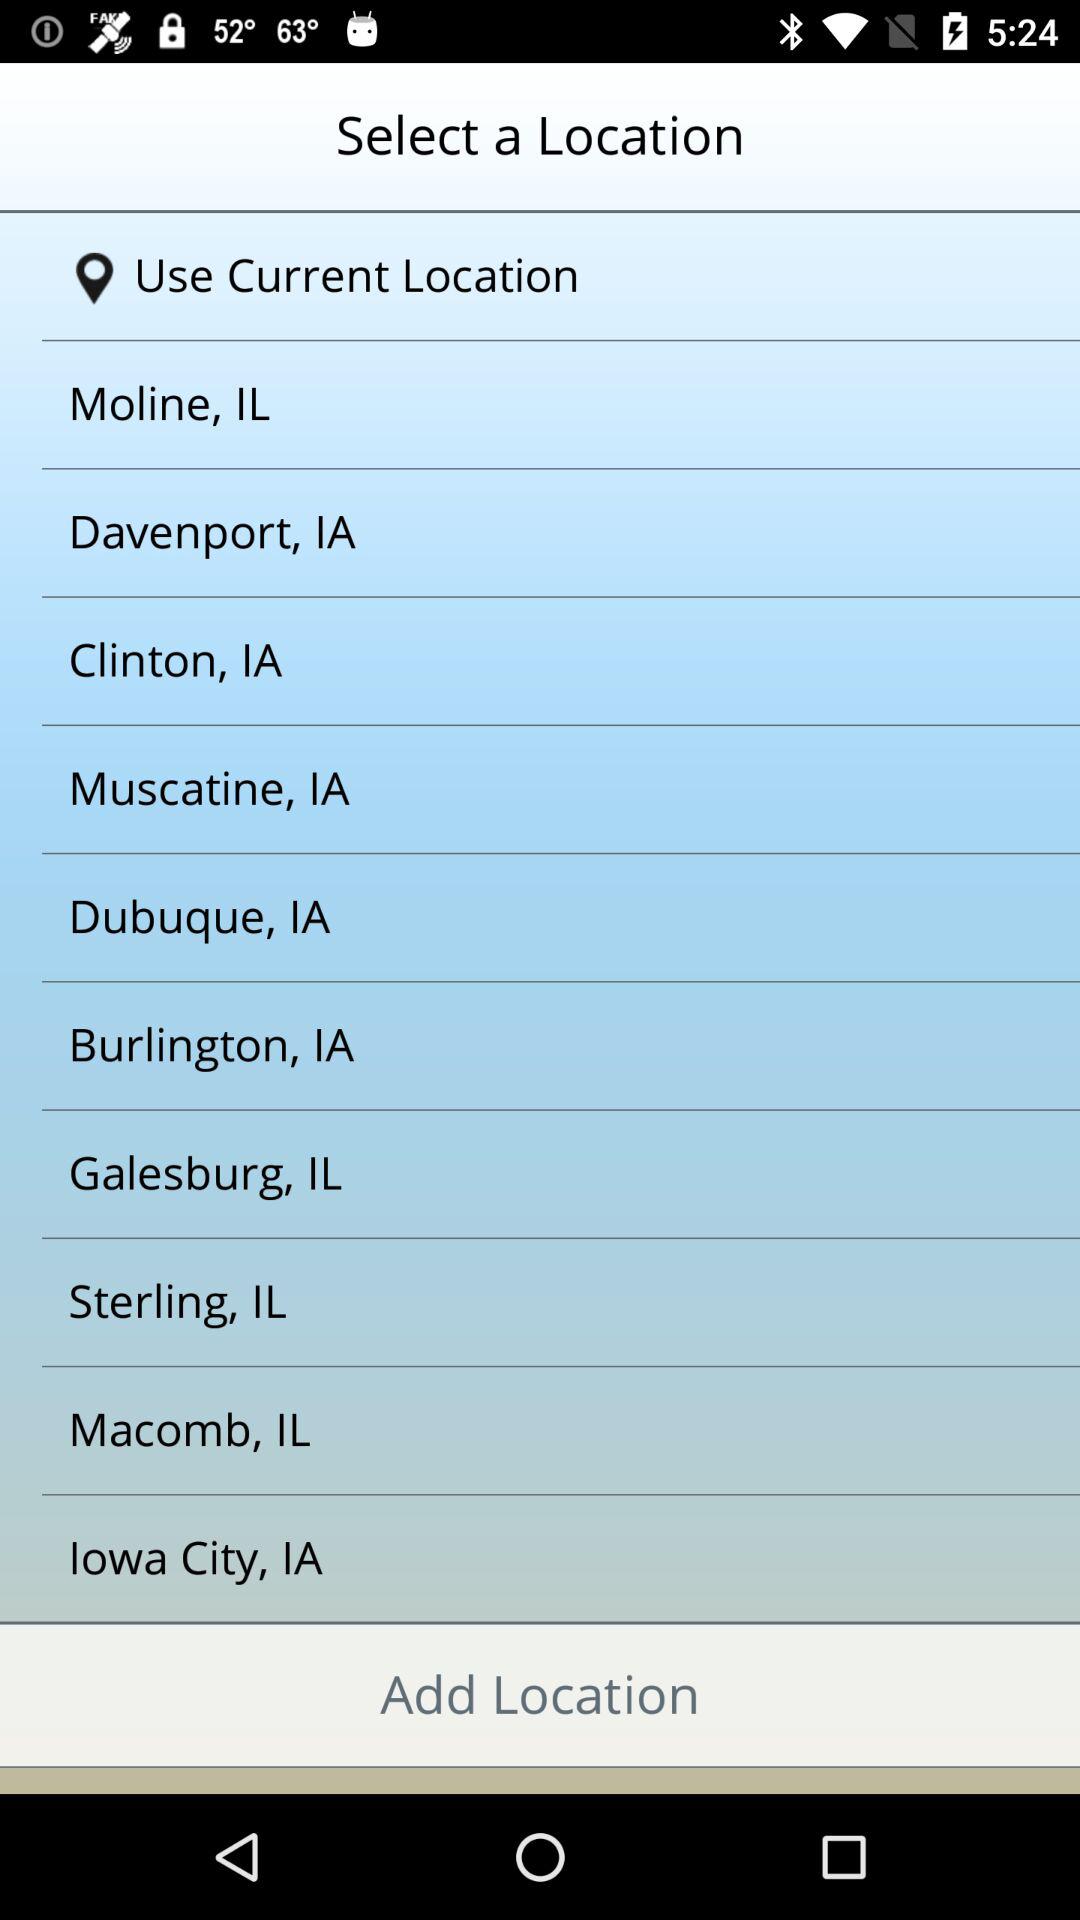 FAK 52° 63° 5:24
Select a Location
Use Current Location
Moline, IL
Davenport, IA
Clinton, IA
Muscatine, IA
Dubuque, IA
Burlington, IA
Galesburg, IL
Sterling, IL
Macomb, IL
Iowa City, IA
Add Location